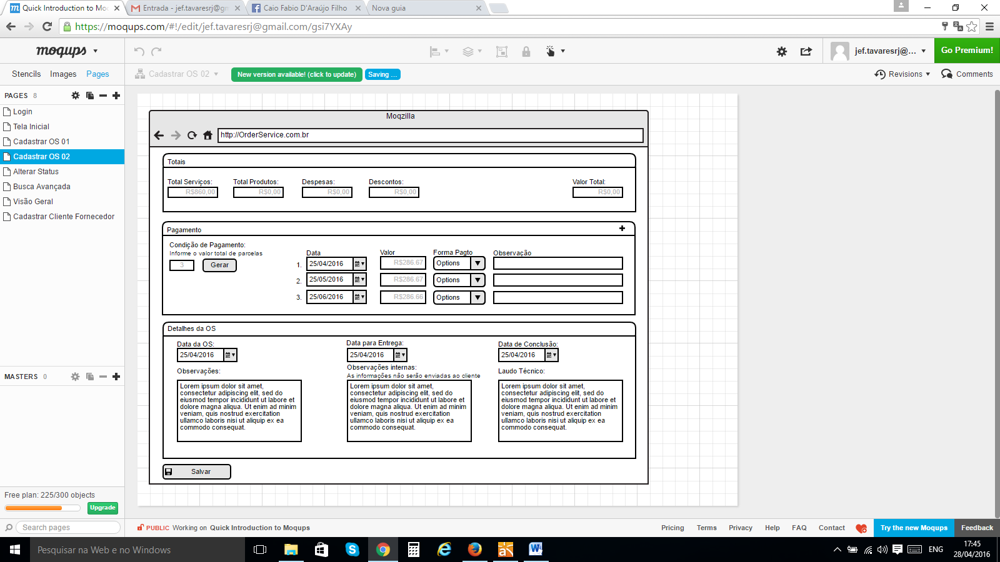 Quick Introduction to Mo
Entrada - jef.tavaresrj@gm
Caio Fabio D'Araújo Filho
Nova guia
https://moqups.com/#!/edit/jef.tavaresrj@gmail.com/gsi7YXAy
moqups
jef.tavaresrj@...
Go Premium!
Stencils Images Pages
Cadastrar OS 02
New version available! (click to update)
Saving ...
Revisions
Comments
PAGES 8
Login
Tela Inicial
Cadastrar OS 01
Cadastrar OS 02
Alterar Status
Busca Avançada
Visão Geral
Cadastrar Cliente Fornecedor
MASTERS 0
Free plan: 225/300 objects
Upgrade
Search pages
Moqzilla
http://OrderService.com.br
Totais
Total Serviços: Total Produtos: Despesas: Descontos: Valor Total:
R$860,00 R$0,00 R$0,00 R$0,00 R$0,00
Pagamento
Condição de Pagamento:
Informe o valor total de parcelas
3 Gerar
Data Valor Forma Pagto Observação
1. 25/04/2016 R$286.67 Options
2. 25/05/2016 R$286.67 Options
3. 25/06/2016 R$286.66 Options
Detalhes da OS
Data da OS:
25/04/2016
Observações:
Lorem ipsum dolor sit amet,
consectetur adipiscing elit, sed do
eiusmod tempor incididunt ut labore et
dolore magna aliqua. Ut enim ad minim
veniam, quis nostrud exercitation
ullamco laboris nisi ut aliquip ex ea
commodo consequat.
Data para Entrega:
25/04/2016
Observações internas:
As informações não serão enviadas ao cliente
Lorem ipsum dolor sit amet,
consectetur adipiscing elit, sed do
eiusmod tempor incididunt ut labore et
dolore magna aliqua. Ut enim ad minim
veniam, quis nostrud exercitation
ullamco laboris nisi ut aliquip ex ea
commodo consequat.
Data de Conclusão:
25/04/2016
Laudo Técnico:
Lorem ipsum dolor sit amet,
consectetur adipiscing elit, sed do
eiusmod tempor incididunt ut labore et
dolore magna aliqua. Ut enim ad minim
veniam, quis nostrud exercitation
ullamco laboris nisi ut aliquip ex ea
commodo consequat.
Salvar
PUBLIC Working on Quick Introduction to Moqups
Pricing Terms Privacy Help FAQ Contact
Try the new Moqups
Feedback
Pesquisar na Web e no Windows
ENG
17:45
28/04/2016